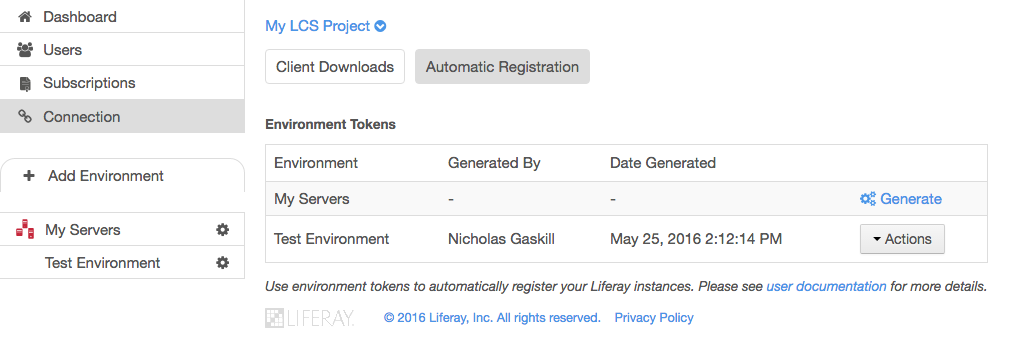 Dashboard
Users
Subscriptions
Connection
Add Environment
My Servers
Test Environment
My LCS Project
Client Downloads Automatic Registration
Environment Tokens
Environment Generated By Date Generated
My Servers - - Generate
Test Environment Nicholas Gaskill May 25, 2016 2:12:14 PM Actions
Use environment tokens to automatically register your Liferay instances. Please see user documentation for more details.
LIFERAY. © 2016 Liferay, Inc. All rights reserved. Privacy Policy